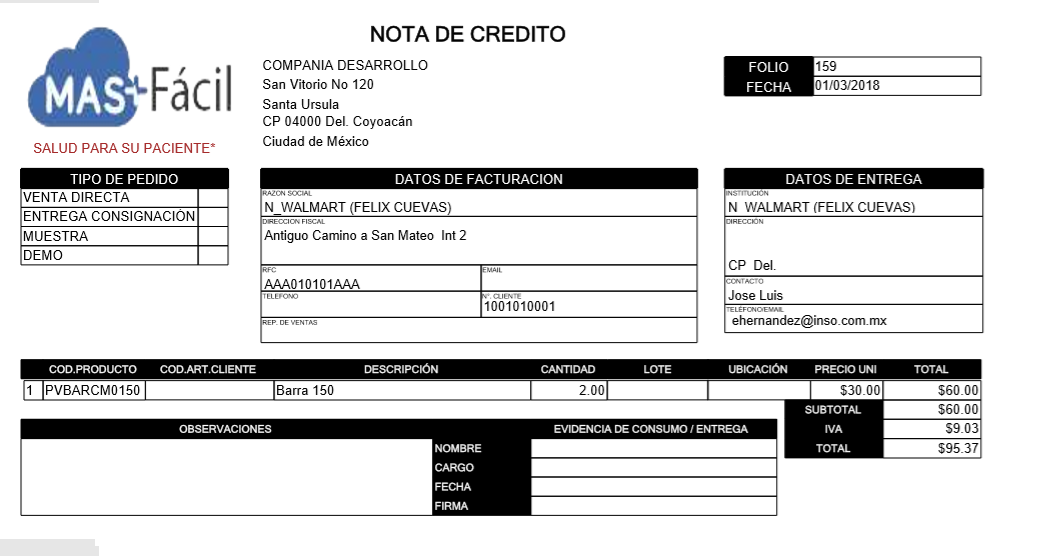 NOTA DE CREDITO
MAS+Fácil
SALUD PARA SU PACIENTE*
COMPANIA DESARROLLO
San Vitorio No 120
Santa Ursula
CP 04000 Del. Coyoacán
Ciudad de México
FOLIO 159
FECHA 01/03/2018
TIPO DE PEDIDO
VENTA DIRECTA
ENTREGA CONSIGNACIÓN
MUESTRA
DEMO
DATOS DE FACTURACION
RAZON SOCIAL
N_WALMART (FELIX CUEVAS)
DIRECCION FISCAL
Antiguo Camino a San Mateo Int 2
RFC
AAA010101AAA
EMAIL
TELEFONO
N°. CLIENTE
1001010001
REP. DE VENTAS
DATOS DE ENTREGA
INSTITUCIÓN
N_WALMART (FELIX CUEVAS)
DIRECCIÓN
CP Del.
CONTACTO
Jose Luis
TELÉFONO/EMAIL
ehernandez@inso.com.mx
COD.PRODUCTO COD.ART.CLIENTE DESCRIPCIÓN CANTIDAD LOTE UBICACIÓN PRECIO UNI TOTAL
1 PVBARCM0150 Barra 150 2.00 $30.00 $60.00
SUBTOTAL $60.00
IVA $9.03
TOTAL $95.37
OBSERVACIONES
EVIDENCIA DE CONSUMO / ENTREGA
NOMBRE
CARGO
FECHA
FIRMA